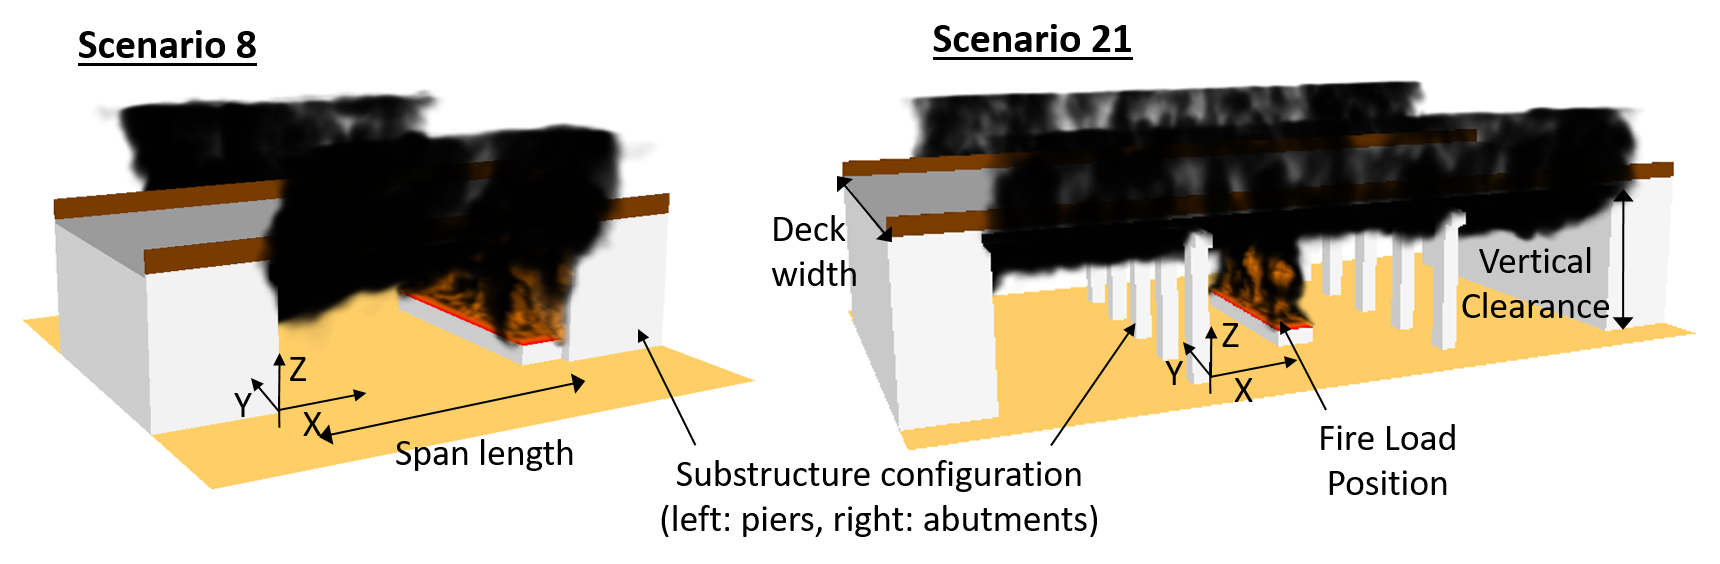 Scenario 8
Scenario 21
Deck
width
Vertical
Clearance
Z
Y
X
Z
Y
X
Span length
Substructure configuration
(left: piers, right: abutments)
Fire Load
Position